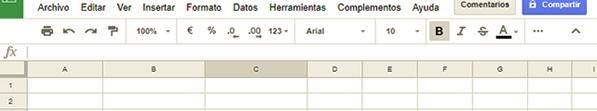 Archivo Editar Ver Insertar Formato Datos Herramientas Complementos Ayuda Comentarios Compartir
100% € % .0 .00 123 Arial 10 B I S A ...
fx
A B C D E F G H I
1
2